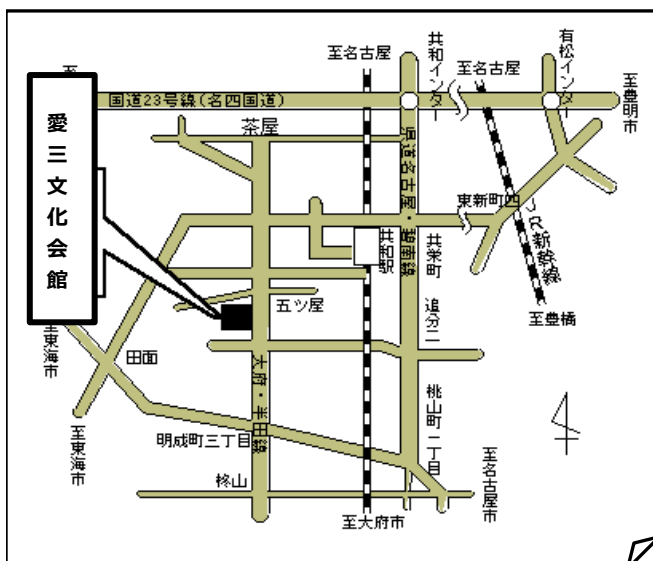 至名古屋
共和インター
至名古屋
有松インター
至豊明市
至
国道23号線(名四国道)
茶屋
愛三文化会館
県道名古屋・碧南線
東新町四
JR新幹線
共和駅
共栄町
五ツ屋
追分二
至豊橋
至東海市
田面
大府・半田線
桃山町一丁目
至東海市
明成町三丁目
柊山
至名古屋市
至大府市